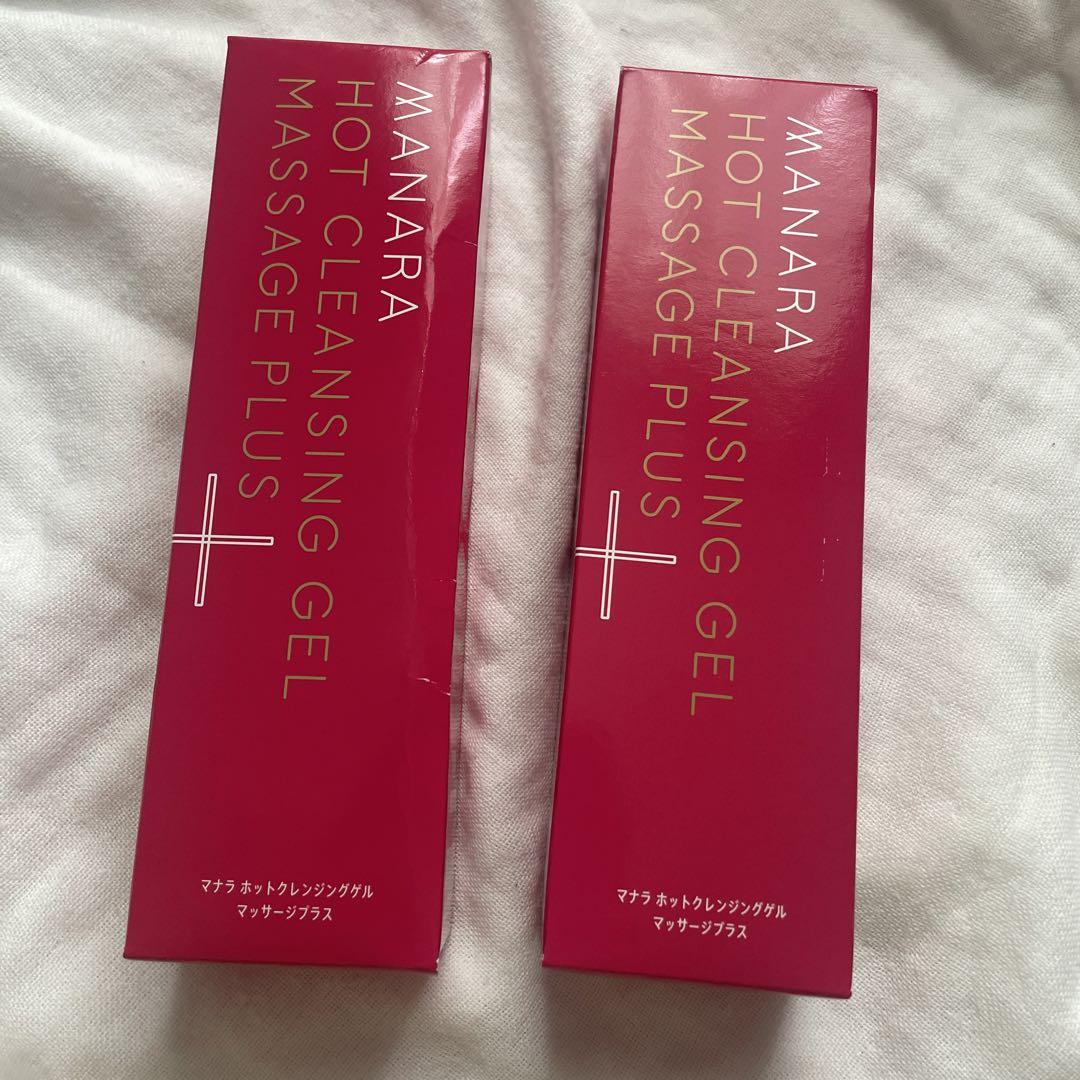 MANARA
HOT CLEANSING GEL
MASSAGE PLUS
マナラ ホットクレンジングゲル
マッサージプラス
MANARA
HOT CLEANSING GEL
MASSAGE PLUS
マナラ ホットクレンジングゲル
マッサージプラス